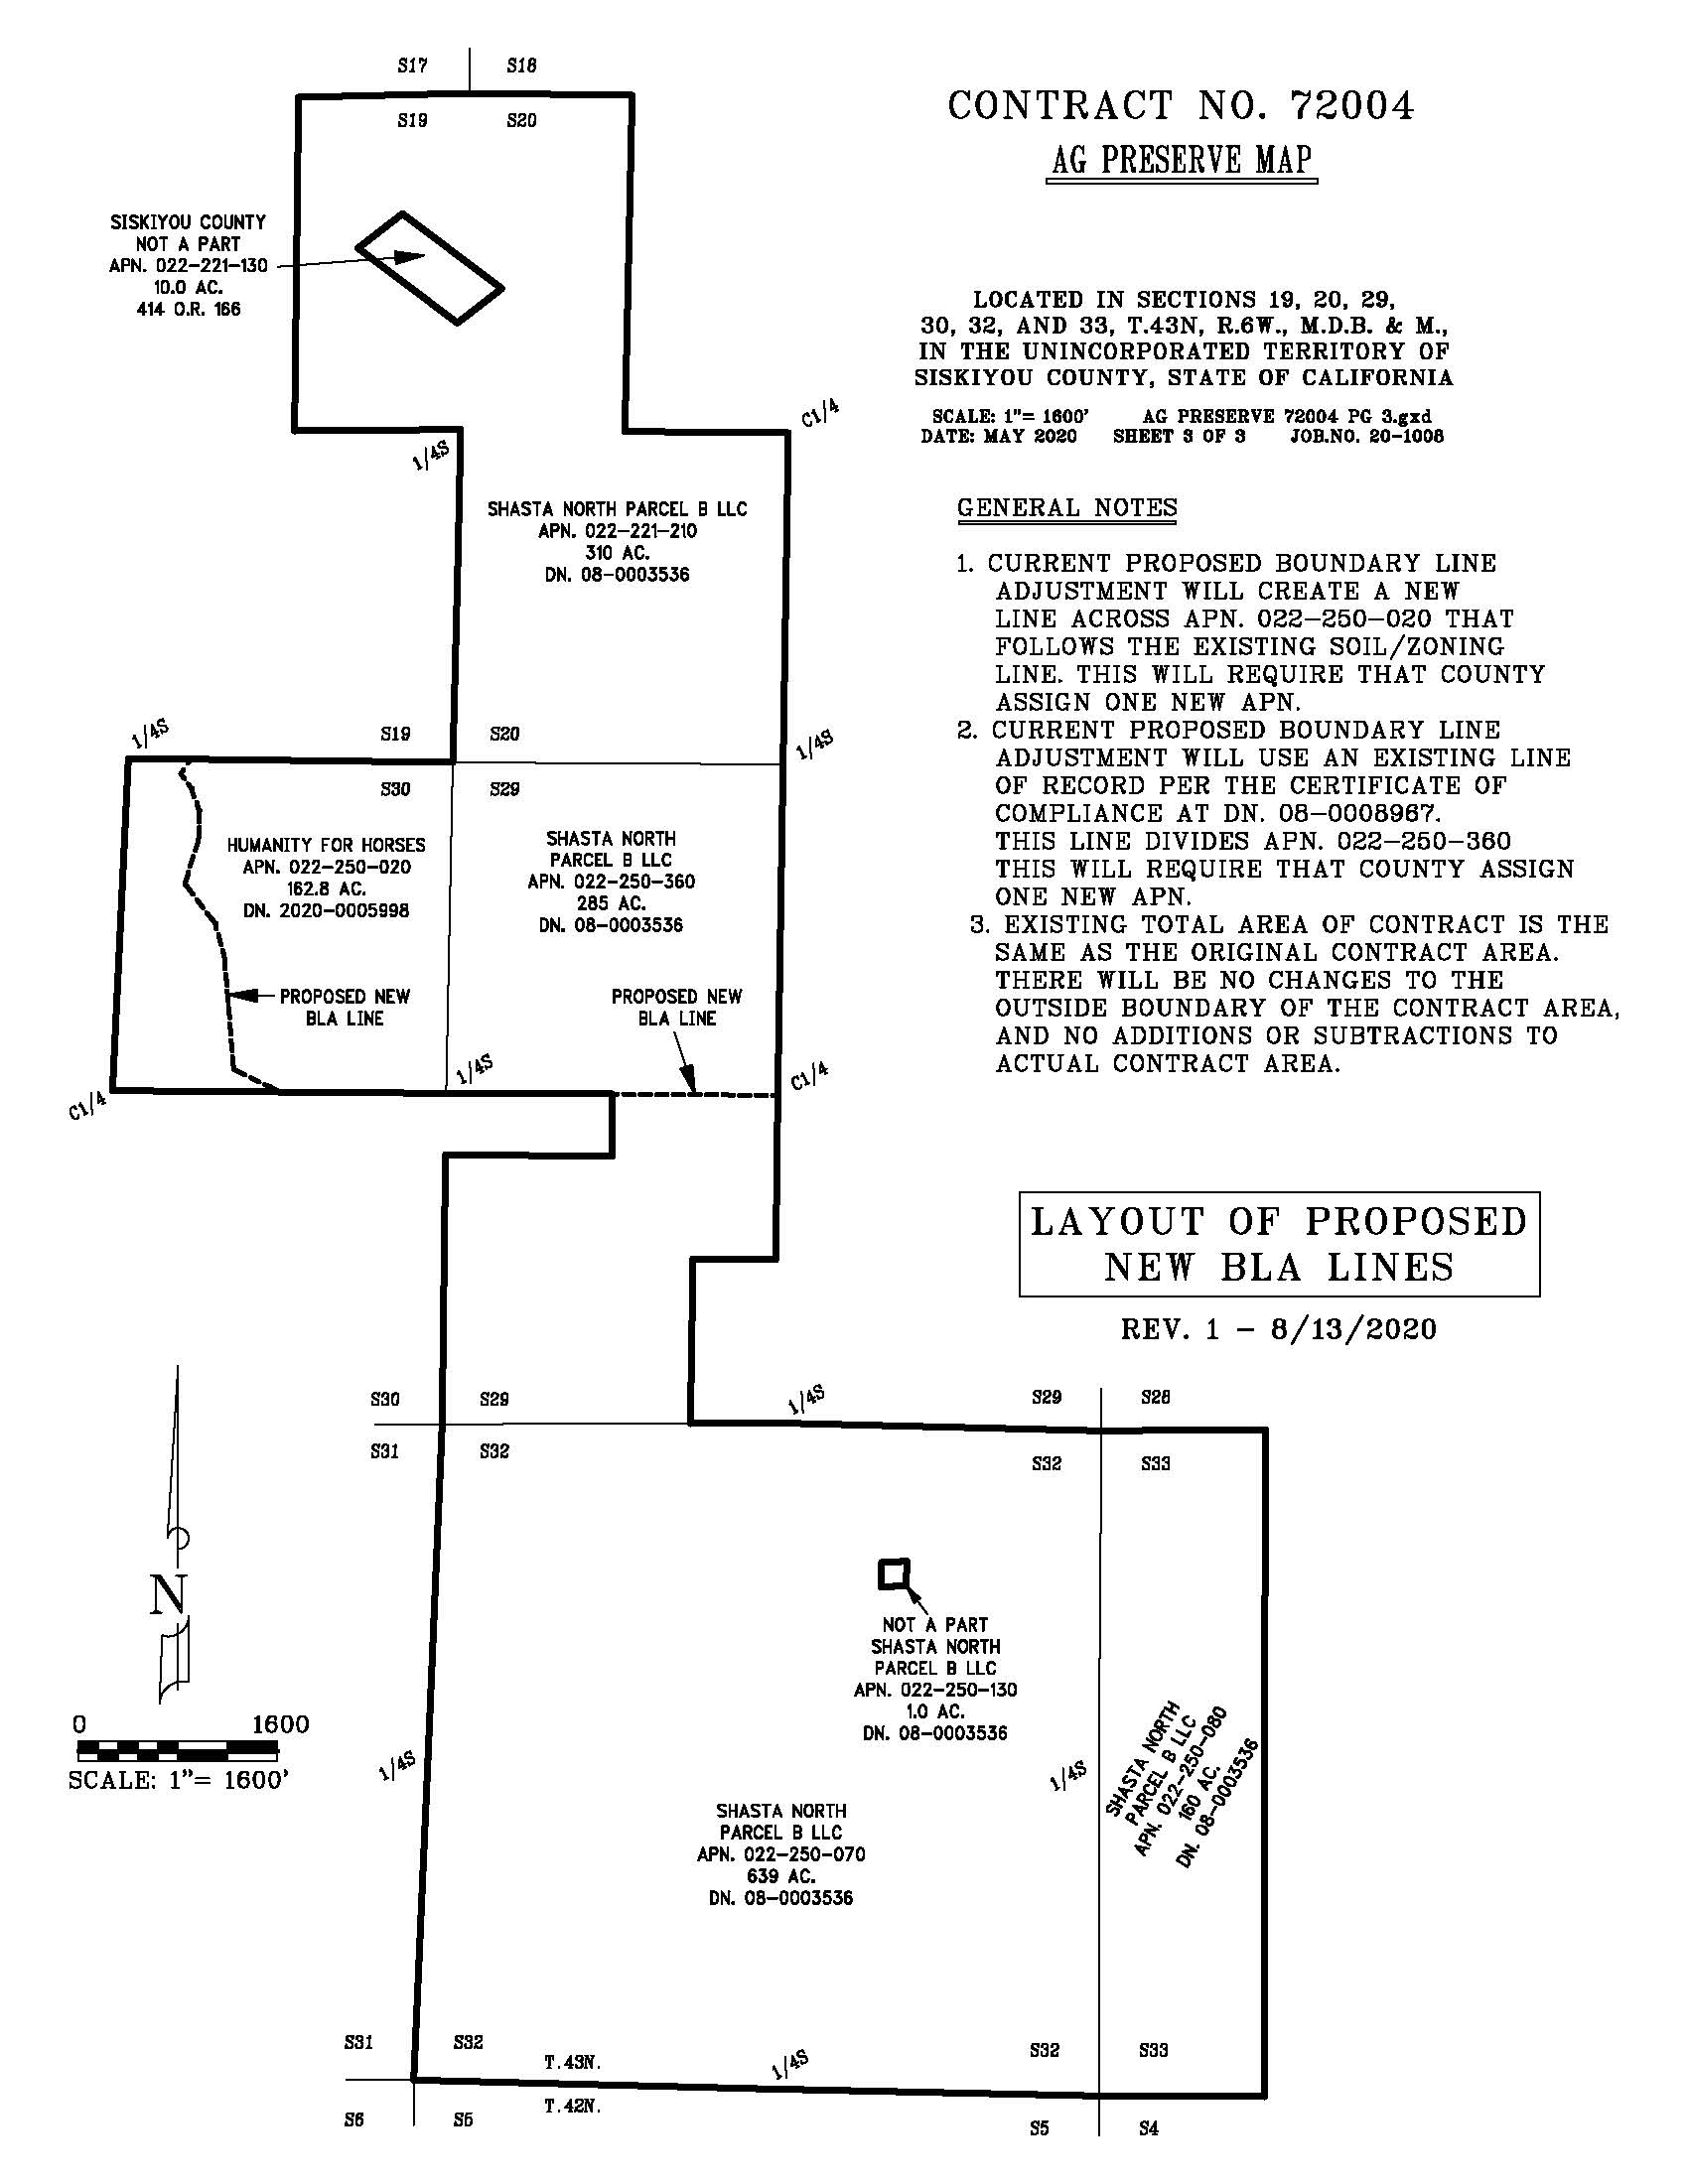 CONTRACT NO. 72004
AG PRESERVE MAP
LOCATED IN SECTIONS 19, 20, 29,
30, 32, AND 33, T.43N, R.6W., M.D.B. & M.,
IN THE UNINCORPORATED TERRITORY OF
SISKIYOU COUNTY, STATE OF CALIFORNIA
SCALE: 1"= 1600' AG PRESERVE 72004 PG 3.gxd
DATE: MAY 2020 SHEET 3 OF 3 JOB.NO. 20-1008
GENERAL NOTES
1. CURRENT PROPOSED BOUNDARY LINE
ADJUSTMENT WILL CREATE A NEW
LINE ACROSS APN. 022-250-020 THAT
FOLLOWS THE EXISTING SOIL/ZONING
LINE. THIS WILL REQUIRE THAT COUNTY
ASSIGN ONE NEW APN.
2. CURRENT PROPOSED BOUNDARY LINE
ADJUSTMENT WILL USE AN EXISTING LINE
OF RECORD PER THE CERTIFICATE OF
COMPLIANCE AT DN. 08-0008967.
THIS LINE DIVIDES APN. 022-250-360
THIS WILL REQUIRE THAT COUNTY ASSIGN
ONE NEW APN.
3. EXISTING TOTAL AREA OF CONTRACT IS THE
SAME AS THE ORIGINAL CONTRACT AREA.
THERE WILL BE NO CHANGES TO THE
OUTSIDE BOUNDARY OF THE CONTRACT AREA,
AND NO ADDITIONS OR SUBTRACTIONS TO
ACTUAL CONTRACT AREA.
LAYOUT OF PROPOSED
NEW BLA LINES
REV. 1 - 8/13/2020
S17 S18
S19 S20
SISKIYOU COUNTY
NOT A PART
APN. 022-221-130
10.0 AC.
414 O.R. 166
C1/4
1/4S
SHASTA NORTH PARCEL B LLC
APN. 022-221-210
310 AC.
DN. 08-0003536
1/4S
S19 S20
1/4S
S30 S29
HUMANITY FOR HORSES
APN. 022-250-020
162.8 AC.
DN. 2020-0005998
SHASTA NORTH
PARCEL B LLC
APN. 022-250-360
285 AC.
DN. 08-0003536
PROPOSED NEW
BLA LINE
PROPOSED NEW
BLA LINE
1/4S
C1/4
C1/4
S30 S29
1/4S
S29 S28
S31 S32
S32 S33
N
0 1600
SCALE: 1"= 1600'
NOT A PART
SHASTA NORTH
PARCEL B LLC
APN. 022-250-130
1.0 AC.
DN. 08-0003536
1/4S
1/4S
SHASTA NORTH
PARCEL B LLC
APN. 022-250-080
160 AC.
DN. 08-0003536
SHASTA NORTH
PARCEL B LLC
APN. 022-250-070
639 AC.
DN. 08-0003536
S31 S32
T.43N.
1/4S
S32 S33
S6 S5
T.42N.
S5 S4